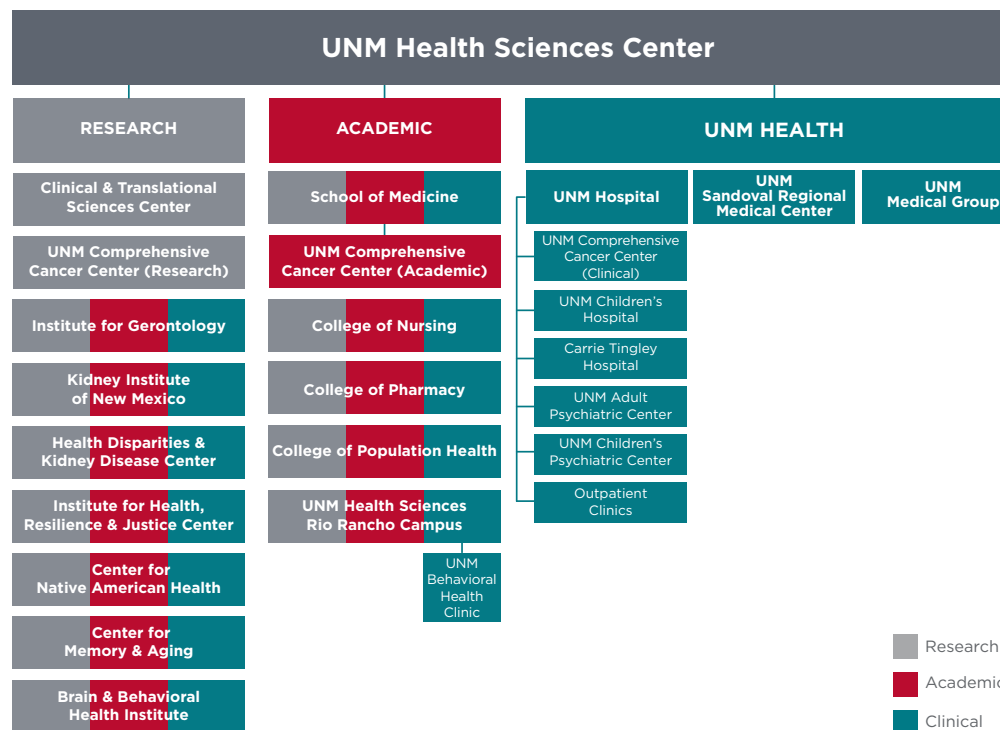 UNM Health Sciences Center
RESEARCH
Clinical & Translational
Sciences Center
UNM Comprehensive
Cancer Center (Research)
Institute for Gerontology
Kidney Institute
of New Mexico
Health Disparities &
Kidney Disease Center
Institute for Health,
Resilience & Justice Center
Center for
Native American Health
Center for
Memory & Aging
Brain & Behavioral
Health Institute
ACADEMIC
School of Medicine
UNM Comprehensive
Cancer Center (Academic)
College of Nursing
College of Pharmacy
College of Population Health
UNM Health Sciences
Rio Rancho Campus
UNM
Behavioral
Health
Clinic
UNM HEALTH
UNM Hospital
UNM Comprehensive
Cancer Center
(Clinical)
UNM Children's
Hospital
Carrie Tingley
Hospital
UNM Adult
Psychiatric Center
UNM Children's
Psychiatric Center
Outpatient
Clinics
UNM
Sandoval Regional
Medical Center
UNM
Medical Group
Research
Academic
Clinical